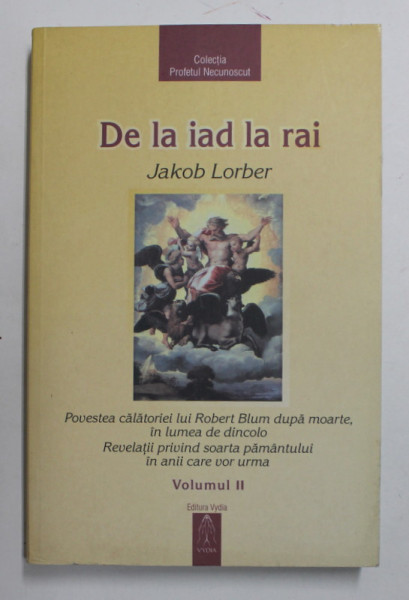 Colecția
Profetul Necunoscut
De la iad la rai
Jakob Lorber
Povestea călătoriei lui Robert Blum după moarte,
în lumea de dincolo
Revelații privind soarta pământului
în anii care vor urma
Volumul II
Editura Vydia
VYDIA